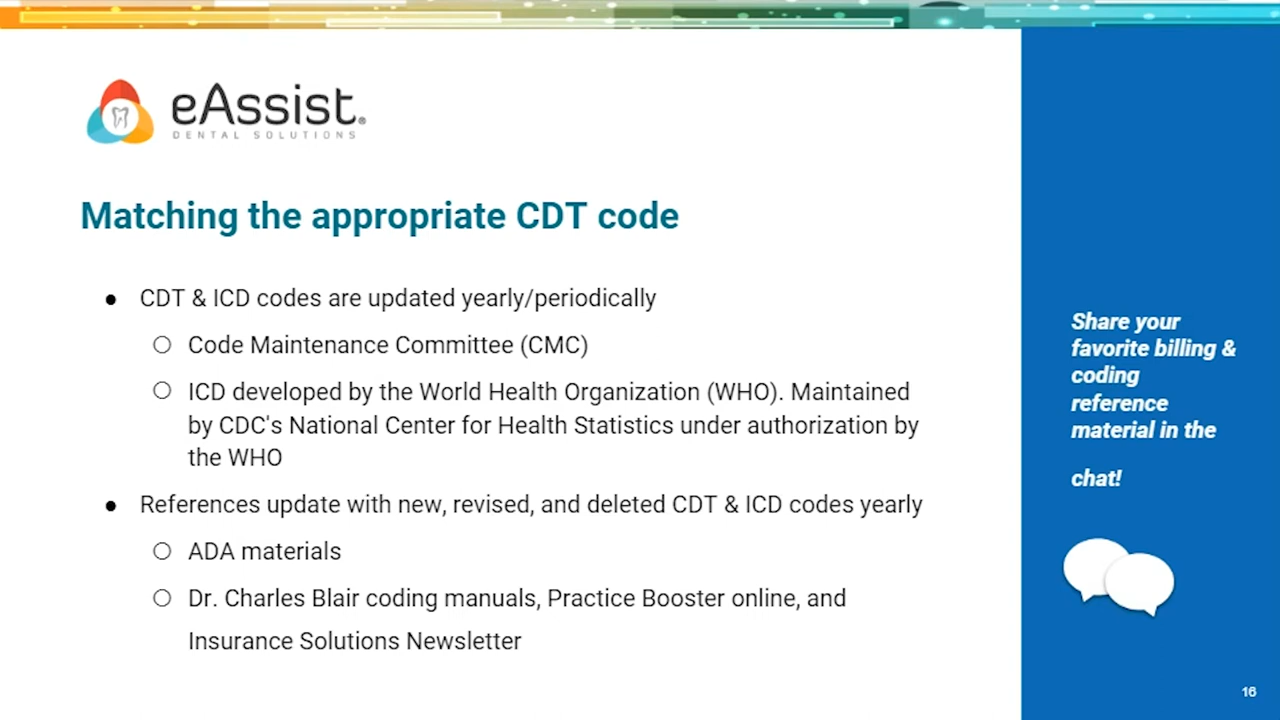 eAssist®
DENTAL SOLUTIONS
Matching the appropriate CDT code
● CDT & ICD codes are updated yearly/periodically
○ Code Maintenance Committee (CMC)
○ ICD developed by the World Health Organization (WHO). Maintained
by CDC's National Center for Health Statistics under authorization by
the WHO
● References update with new, revised, and deleted CDT & ICD codes yearly
○ ADA materials
○ Dr. Charles Blair coding manuals, Practice Booster online, and
Insurance Solutions Newsletter
Share your
favorite billing &
coding
reference
material in the
chat!
16